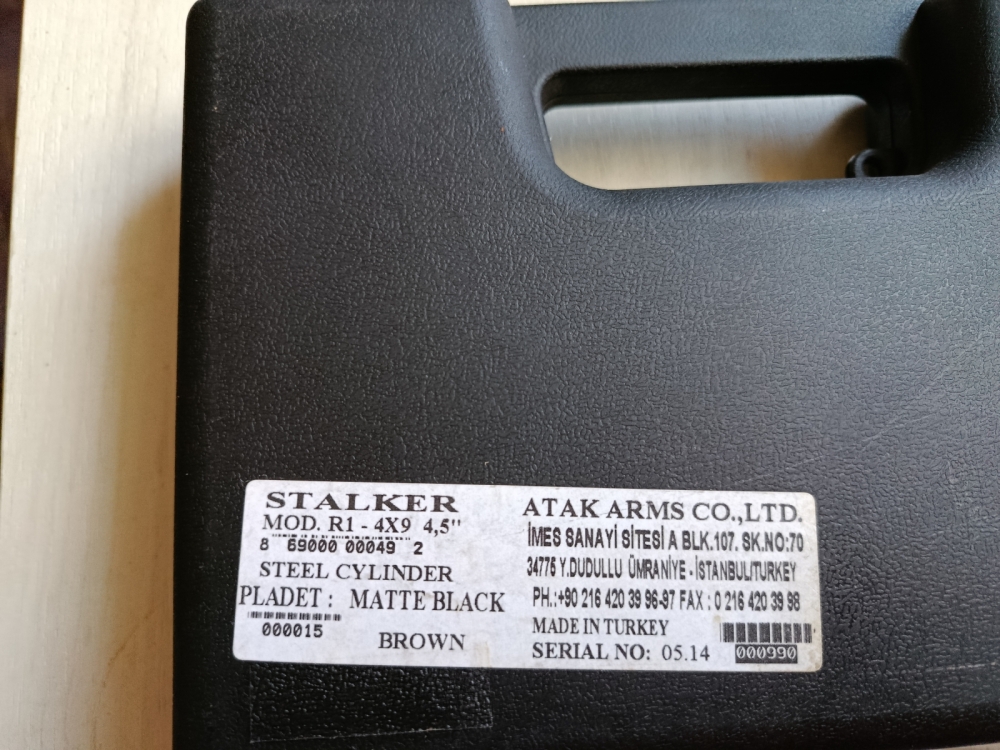 STALKER
MOD. R1 - 4X9 4,5"
8 69000 00049 2
STEEL CYLINDER
PLADET : MATTE BLACK
000015
BROWN
ATAK ARMS CO.,LTD.
İMES SANAYİ SİTESİ A BLK.107. SK.NO:70
34776 Y.DUDULLU ÜMRANİYE - İSTANBUL/TURKEY
PH.:+90 216 420 39 96-97 FAX : 0 216 420 39 98
MADE IN TURKEY
SERIAL NO: 05.14
000990